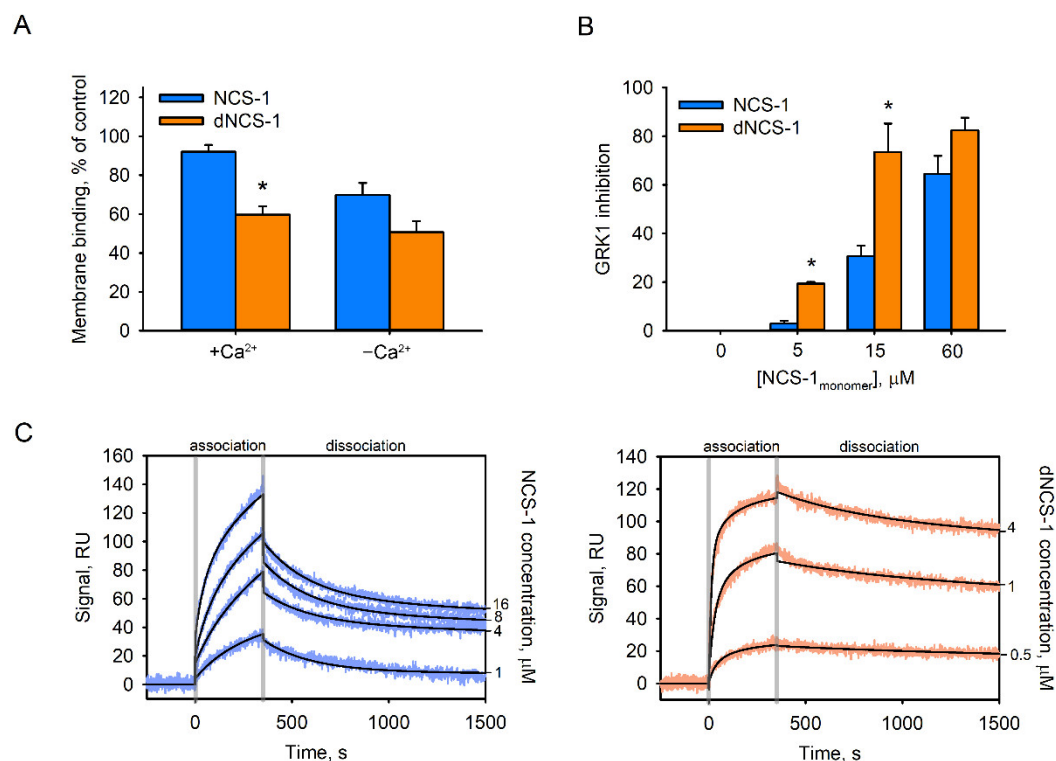 A
Membrane binding, % of control
120
100
80
60
40
20
0
NCS-1
dNCS-1
*
+Ca²⁺
−Ca²⁺
B
GRK1 inhibition
100
80
60
40
20
0
NCS-1
dNCS-1
*
*
0 5 15 60
[NCS-1monomer], μM
C
association dissociation
Signal, RU
160
140
120
100
80
60
40
20
0
16
8
4
1
NCS-1 concentration, μM
0 500 1000 1500
Time, s
association dissociation
Signal, RU
140
120
100
80
60
40
20
0
4
1
0.5
dNCS-1 concentration, μM
0 500 1000 1500
Time, s